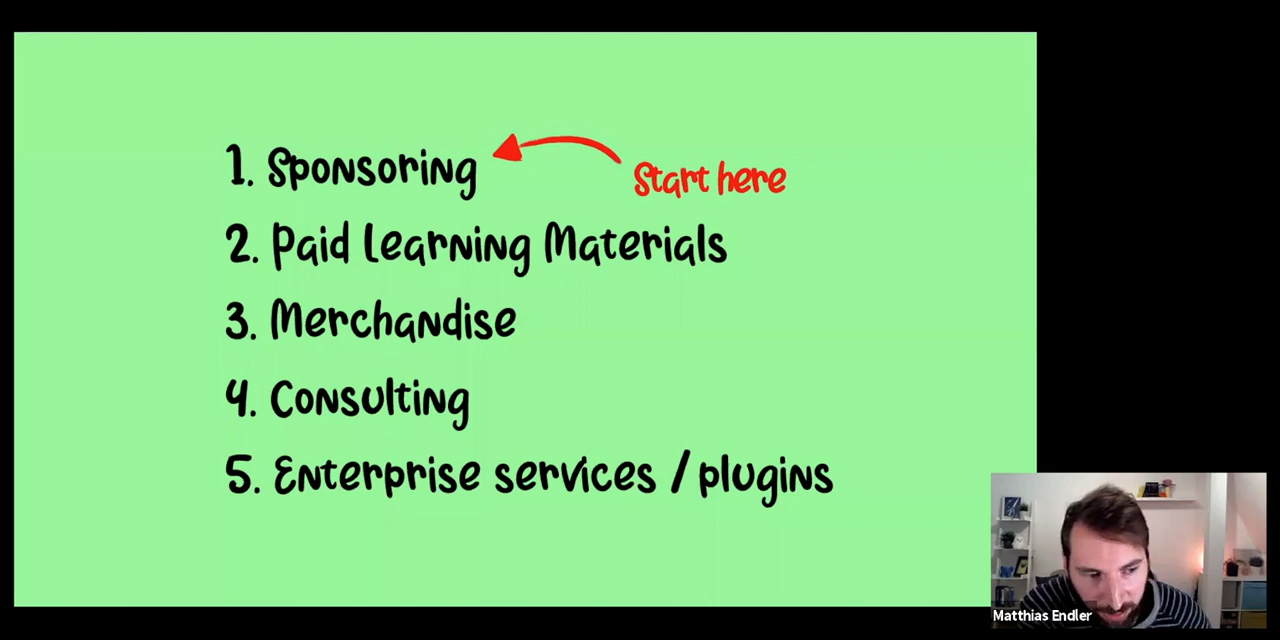 1. Sponsoring
Start here
2. Paid Learning Materials
3. Merchandise
4. Consulting
5. Enterprise services / plugins
Matthias Endler